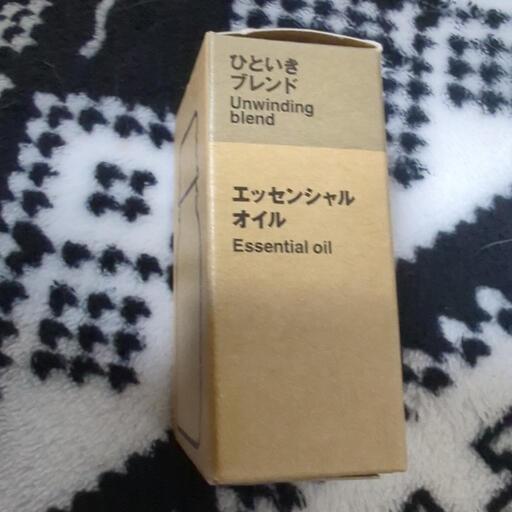 ひといき
ブレンド
Unwinding
blend
エッセンシャル
オイル
Essential oil